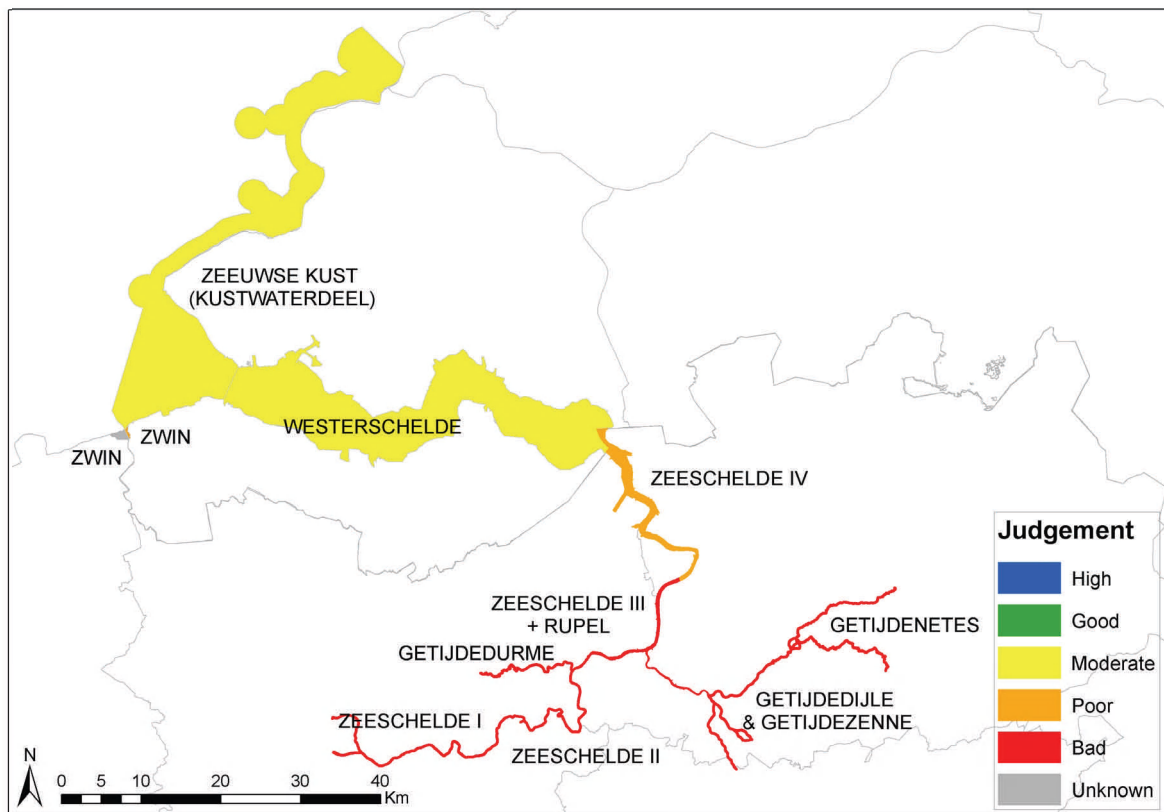 ZEEUWSE KUST
(KUSTWATERDEEL)
WESTERSCHELDE
ZWIN
ZWIN
ZEESCHELDE IV
ZEESCHELDE III
+ RUPEL
GETIJDENETES
GETIJDEDURME
GETIJDEDIJLE
& GETIJDEZENNE
ZEESCHELDE I
ZEESCHELDE II
Judgement
High
Good
Moderate
Poor
Bad
Unknown
N
0 5 10 20 30 40
Km